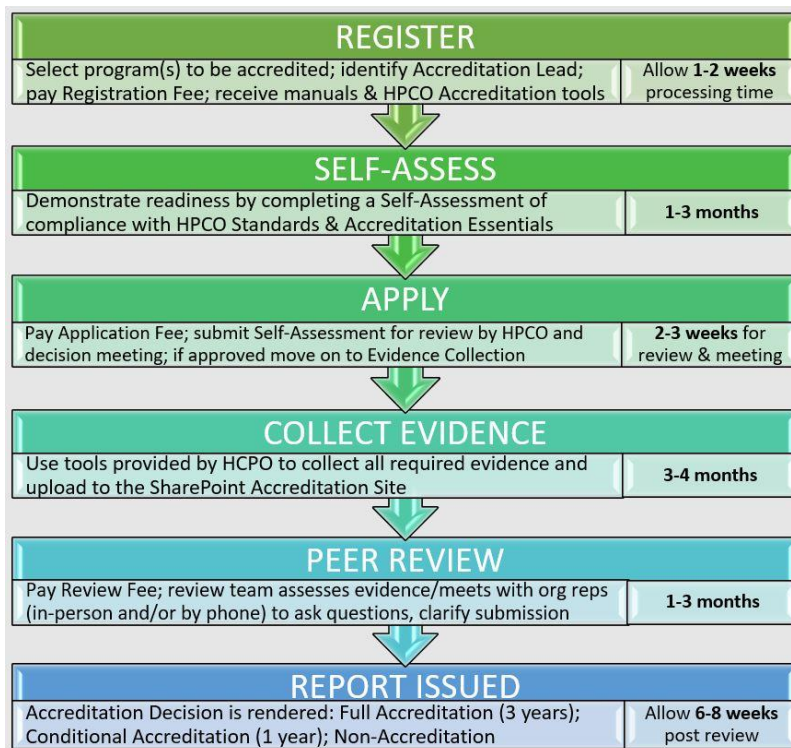 REGISTER
Select program(s) to be accredited; identify Accreditation Lead;
pay Registration Fee; receive manuals & HPCO Accreditation tools
Allow 1-2 weeks
processing time
SELF-ASSESS
Demonstrate readiness by completing a Self-Assessment of
compliance with HPCO Standards & Accreditation Essentials
1-3 months
APPLY
Pay Application Fee; submit Self-Assessment for review by HPCO and
decision meeting; if approved move on to Evidence Collection
2-3 weeks for
review & meeting
COLLECT EVIDENCE
Use tools provided by HCPO to collect all required evidence and
upload to the SharePoint Accreditation Site
3-4 months
PEER REVIEW
Pay Review Fee; review team assesses evidence/meets with org reps
(in-person and/or by phone) to ask questions, clarify submission
1-3 months
REPORT ISSUED
Accreditation Decision is rendered: Full Accreditation (3 years);
Conditional Accreditation (1 year); Non-Accreditation
Allow 6-8 weeks
post review